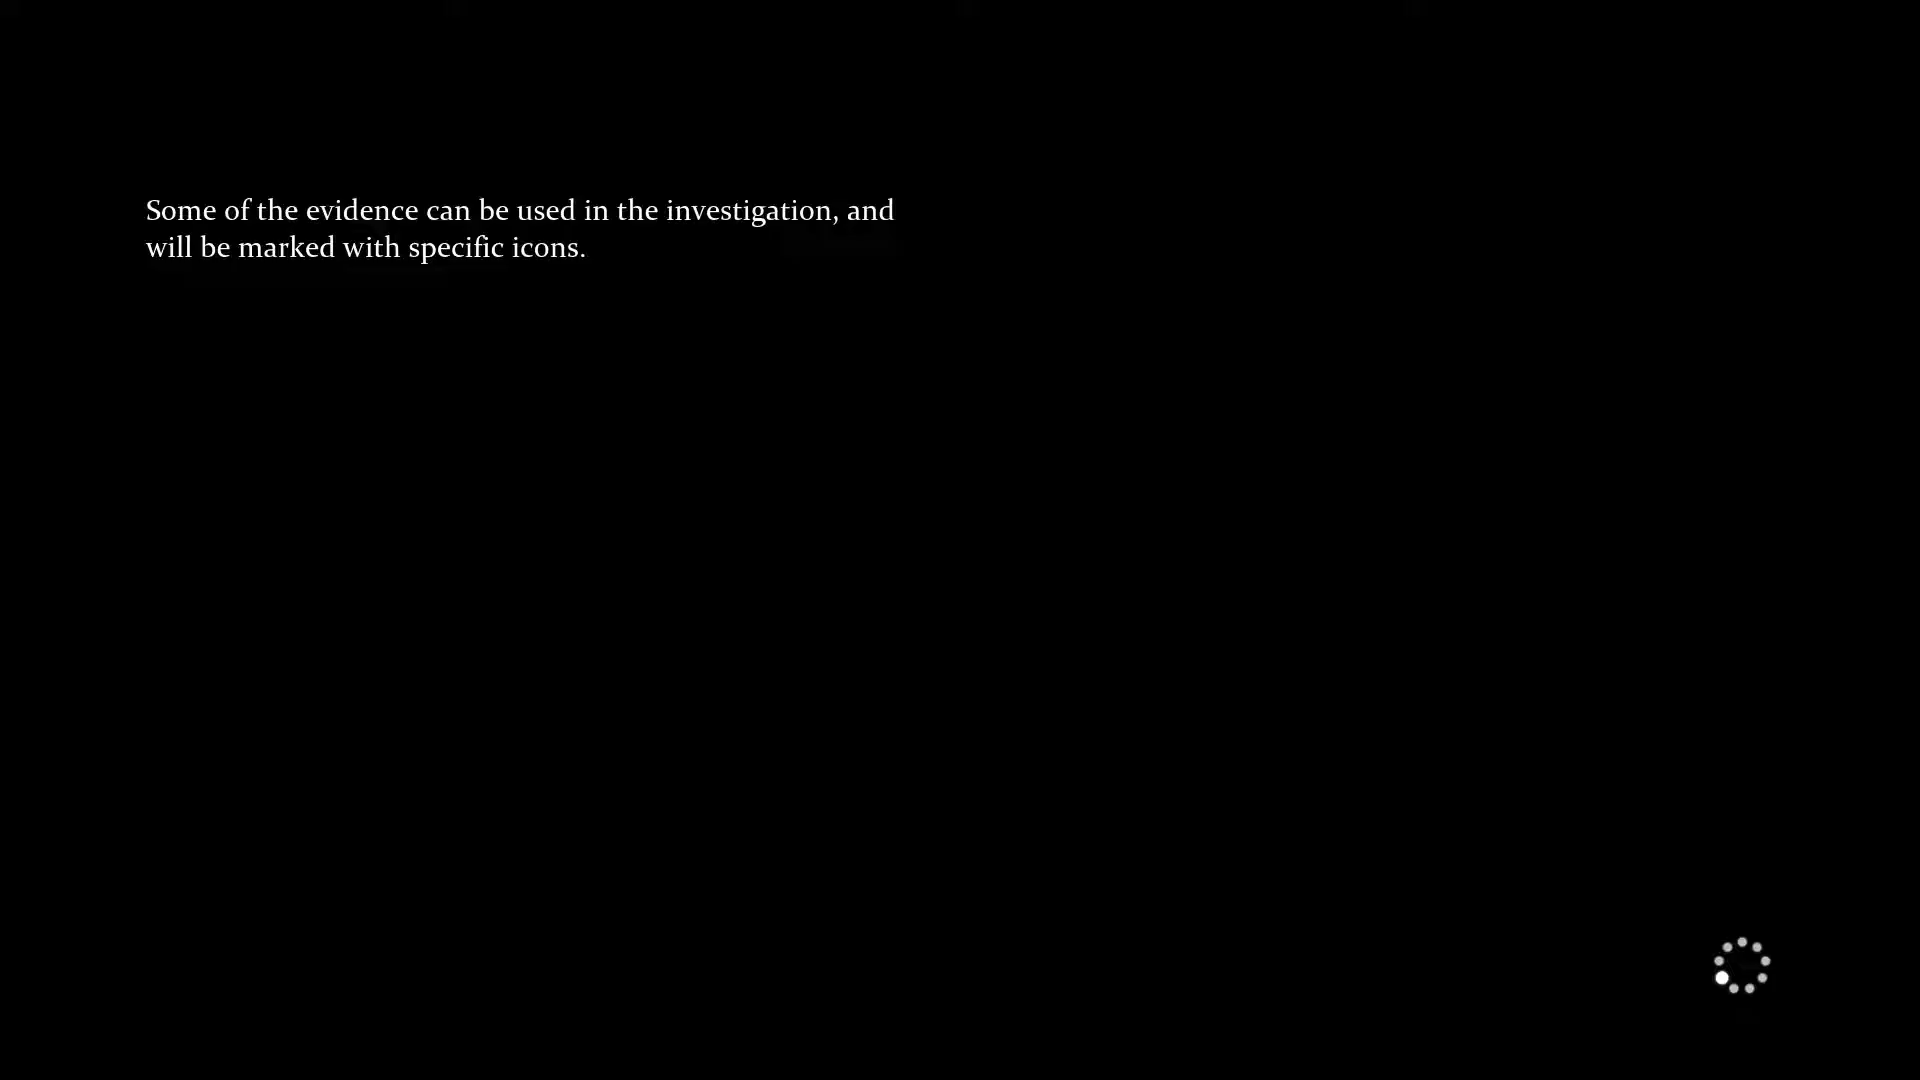 Some of the evidence can be used in the investigation, and
will be marked with specific icons.